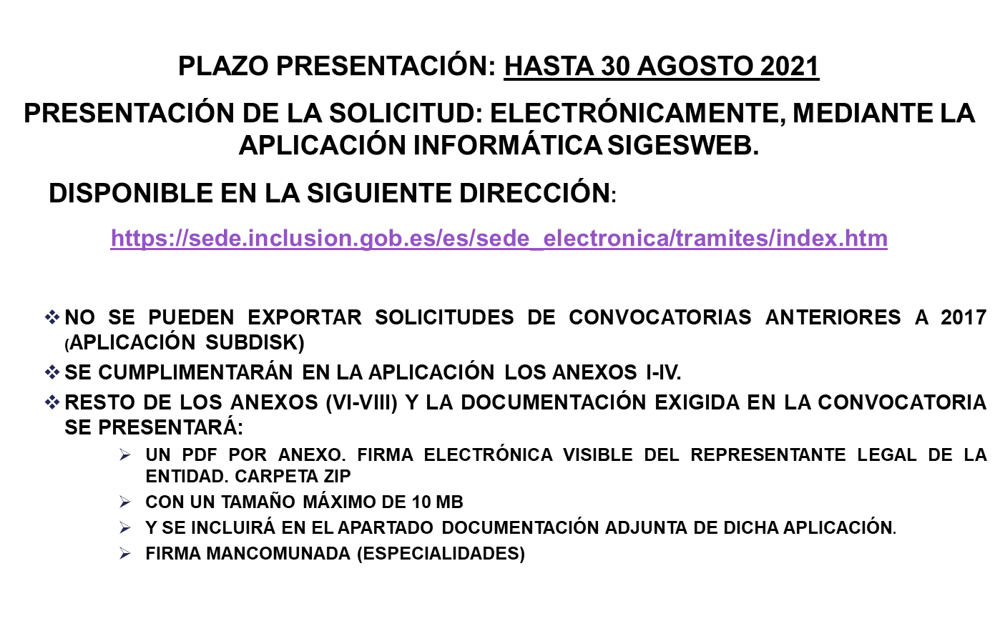 PLAZO PRESENTACIÓN: HASTA 30 AGOSTO 2021
PRESENTACIÓN DE LA SOLICITUD: ELECTRÓNICAMENTE, MEDIANTE LA
APLICACIÓN INFORMÁTICA SIGESWEB.
DISPONIBLE EN LA SIGUIENTE DIRECCIÓN:
https://sede.inclusion.gob.es/es/sede_electronica/tramites/index.htm
❖ NO SE PUEDEN EXPORTAR SOLICITUDES DE CONVOCATORIAS ANTERIORES A 2017
(APLICACIÓN SUBDISK)
❖ SE CUMPLIMENTARÁN EN LA APLICACIÓN LOS ANEXOS I-IV.
❖ RESTO DE LOS ANEXOS (VI-VIII) Y LA DOCUMENTACIÓN EXIGIDA EN LA CONVOCATORIA
SE PRESENTARÁ:
➢ UN PDF POR ANEXO. FIRMA ELECTRÓNICA VISIBLE DEL REPRESENTANTE LEGAL DE LA
ENTIDAD. CARPETA ZIP
➢ CON UN TAMAÑO MÁXIMO DE 10 MB
➢ Y SE INCLUIRÁ EN EL APARTADO DOCUMENTACIÓN ADJUNTA DE DICHA APLICACIÓN.
➢ FIRMA MANCOMUNADA (ESPECIALIDADES)